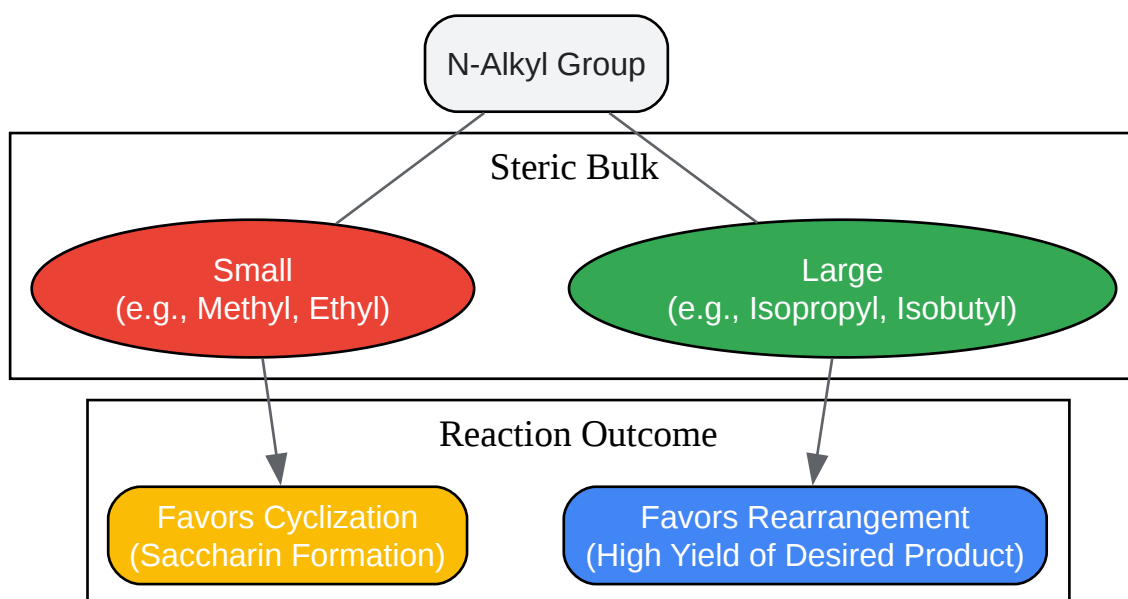 N-Alkyl Group
Steric Bulk
Small
(e.g., Methyl, Ethyl)
Large
(e.g., Isopropyl, Isobutyl)
Reaction Outcome
Favors Cyclization
(Saccharin Formation)
Favors Rearrangement
(High Yield of Desired Product)